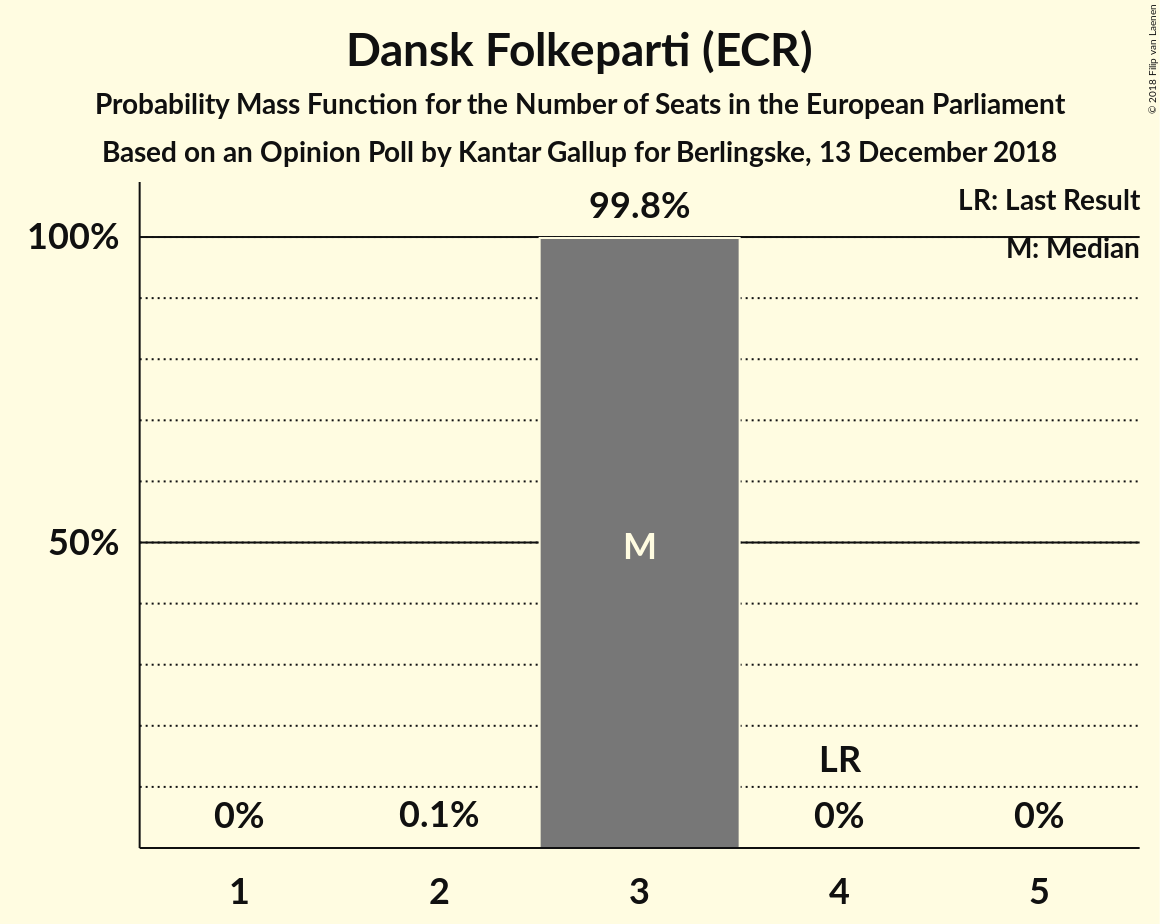 Dansk Folkeparti (ECR)
Probability Mass Function for the Number of Seats in the European Parliament
Based on an Opinion Poll by Kantar Gallup for Berlingske, 13 December 2018
© 2018 Filip van Laenen
LR: Last Result
M: Median
100%
50%
99.8%
M
LR
0%
0.1%
0%
0%
1
2
3
4
5